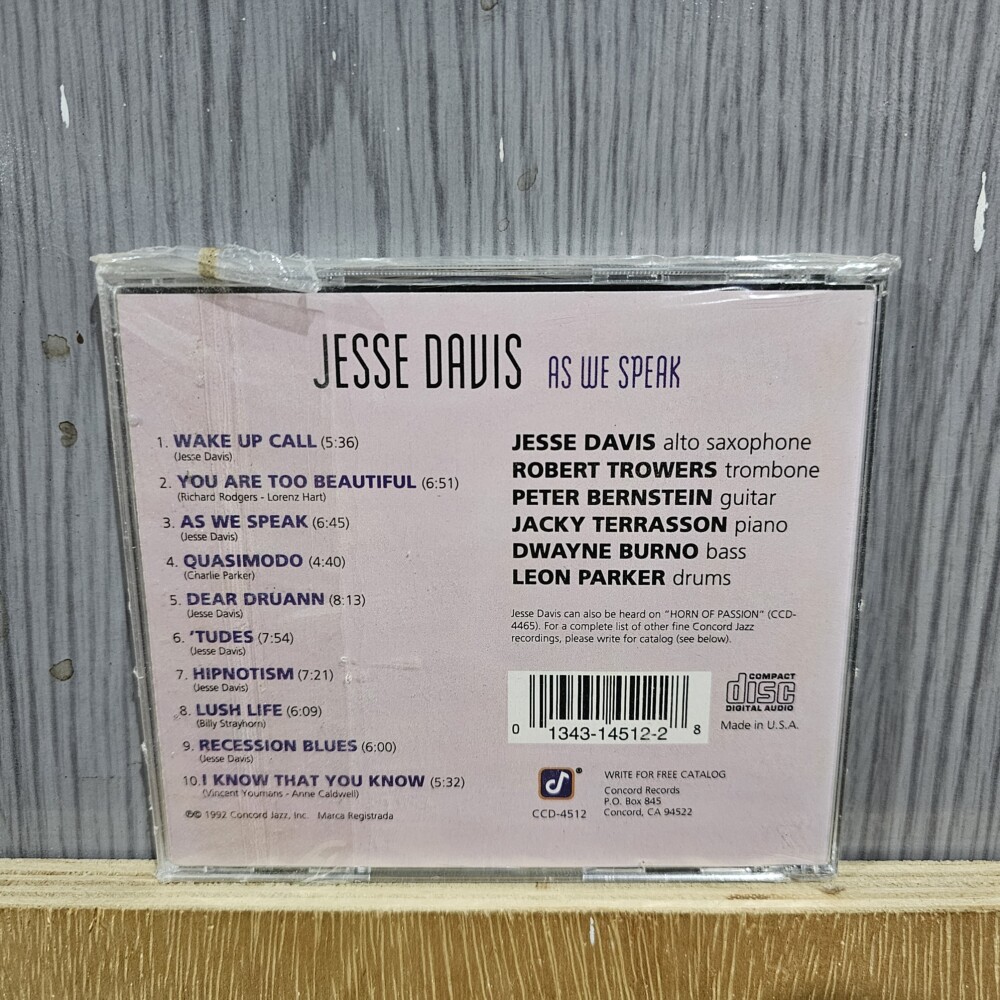 JESSE DAVIS AS WE SPEAK
1. WAKE UP CALL (5:36)
(Jesse Davis)
2. YOU ARE TOO BEAUTIFUL (6:51)
(Richard Rodgers - Lorenz Hart)
3. AS WE SPEAK (6:45)
(Jesse Davis)
4. QUASIMODO (4:40)
(Charlie Parker)
5. DEAR DRUANN (8:13)
(Jesse Davis)
6. 'TUDES (7:54)
(Jesse Davis)
7. HIPNOTISM (7:21)
(Jesse Davis)
8. LUSH LIFE (6:09)
(Billy Strayhorn)
9. RECESSION BLUES (6:00)
(Jesse Davis)
10. I KNOW THAT YOU KNOW (5:32)
(Vincent Youmans - Anne Caldwell)
℗© 1992 Concord Jazz, Inc. Marca Registrada
JESSE DAVIS alto saxophone
ROBERT TROWERS trombone
PETER BERNSTEIN guitar
JACKY TERRASSON piano
DWAYNE BURNO bass
LEON PARKER drums
Jesse Davis can also be heard on "HORN OF PASSION" (CCD-
4465). For a complete list of other fine Concord Jazz
recordings, please write for catalog (see below).
0 1343-14512-2 8
COMPACT
disc
DIGITAL AUDIO
Made in U.S.A.
®
CCD-4512
WRITE FOR FREE CATALOG
Concord Records
P.O. Box 845
Concord, CA 94522